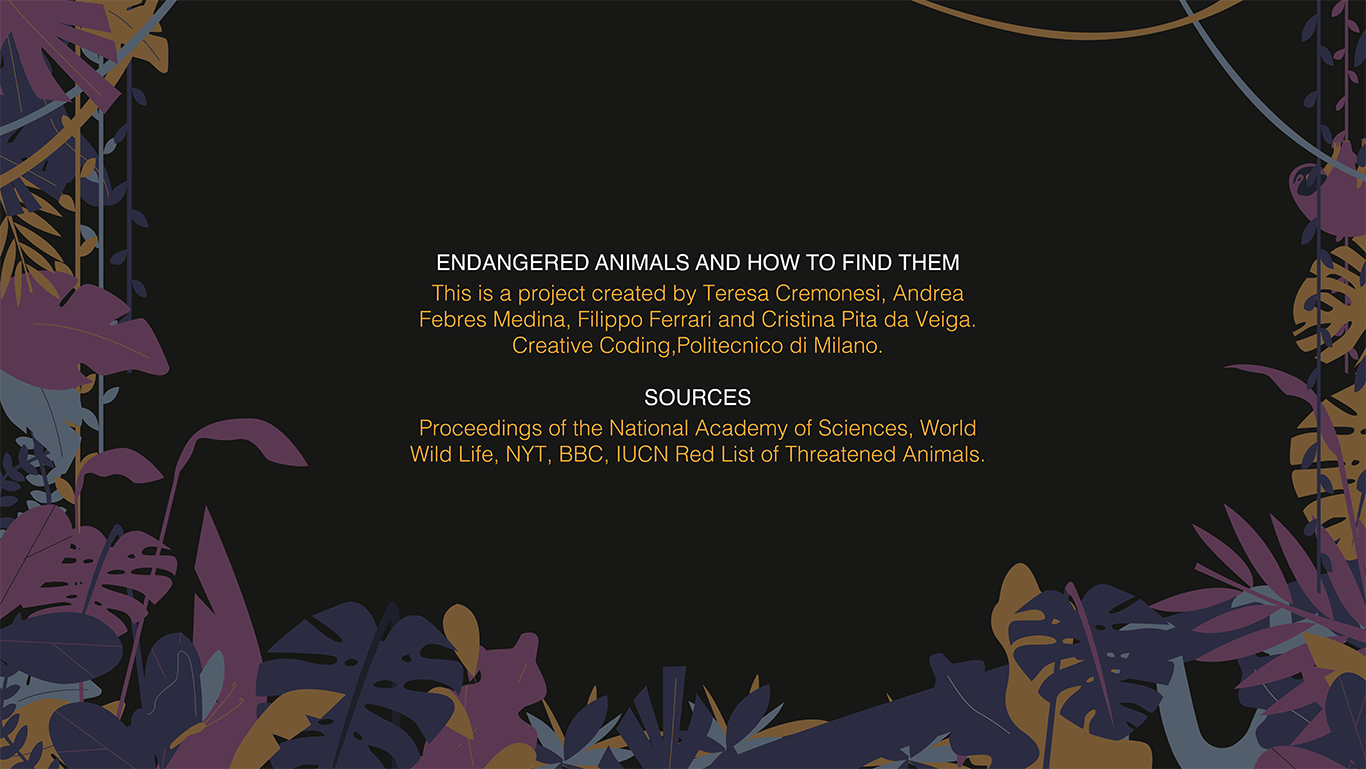 ENDANGERED ANIMALS AND HOW TO FIND THEM
This is a project created by Teresa Cremonesi, Andrea
Febres Medina, Filippo Ferrari and Cristina Pita da Veiga.
Creative Coding,Politecnico di Milano.
SOURCES
Proceedings of the National Academy of Sciences, World
Wild Life, NYT, BBC, IUCN Red List of Threatened Animals.